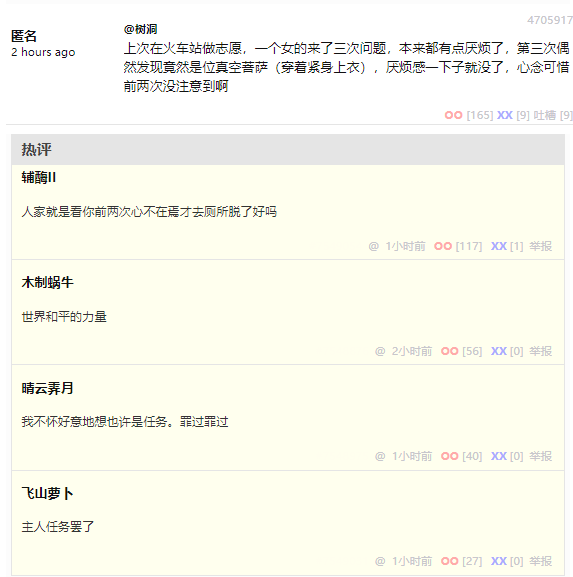 4705917
匿名
2 hours ago
@树洞
上次在火车站做志愿，一个女的来了三次问题，本来都有点厌烦了，第三次偶
然发现竟然是位真空菩萨（穿着紧身上衣），厌烦感一下子就没了，心念可惜
前两次没注意到啊
OO [165] XX [9] 吐槽 [9]
热评
辅酶II
人家就是看你前两次心不在焉才去厕所脱了好吗
@ 1小时前 OO [117] XX [1] 举报
木制蜗牛
世界和平的力量
@ 2小时前 OO [56] XX [0] 举报
晴云弄月
我不怀好意地想也许是任务。罪过罪过
@ 1小时前 OO [40] XX [0] 举报
飞山萝卜
主人任务罢了
@ 1小时前 OO [27] XX [0] 举报